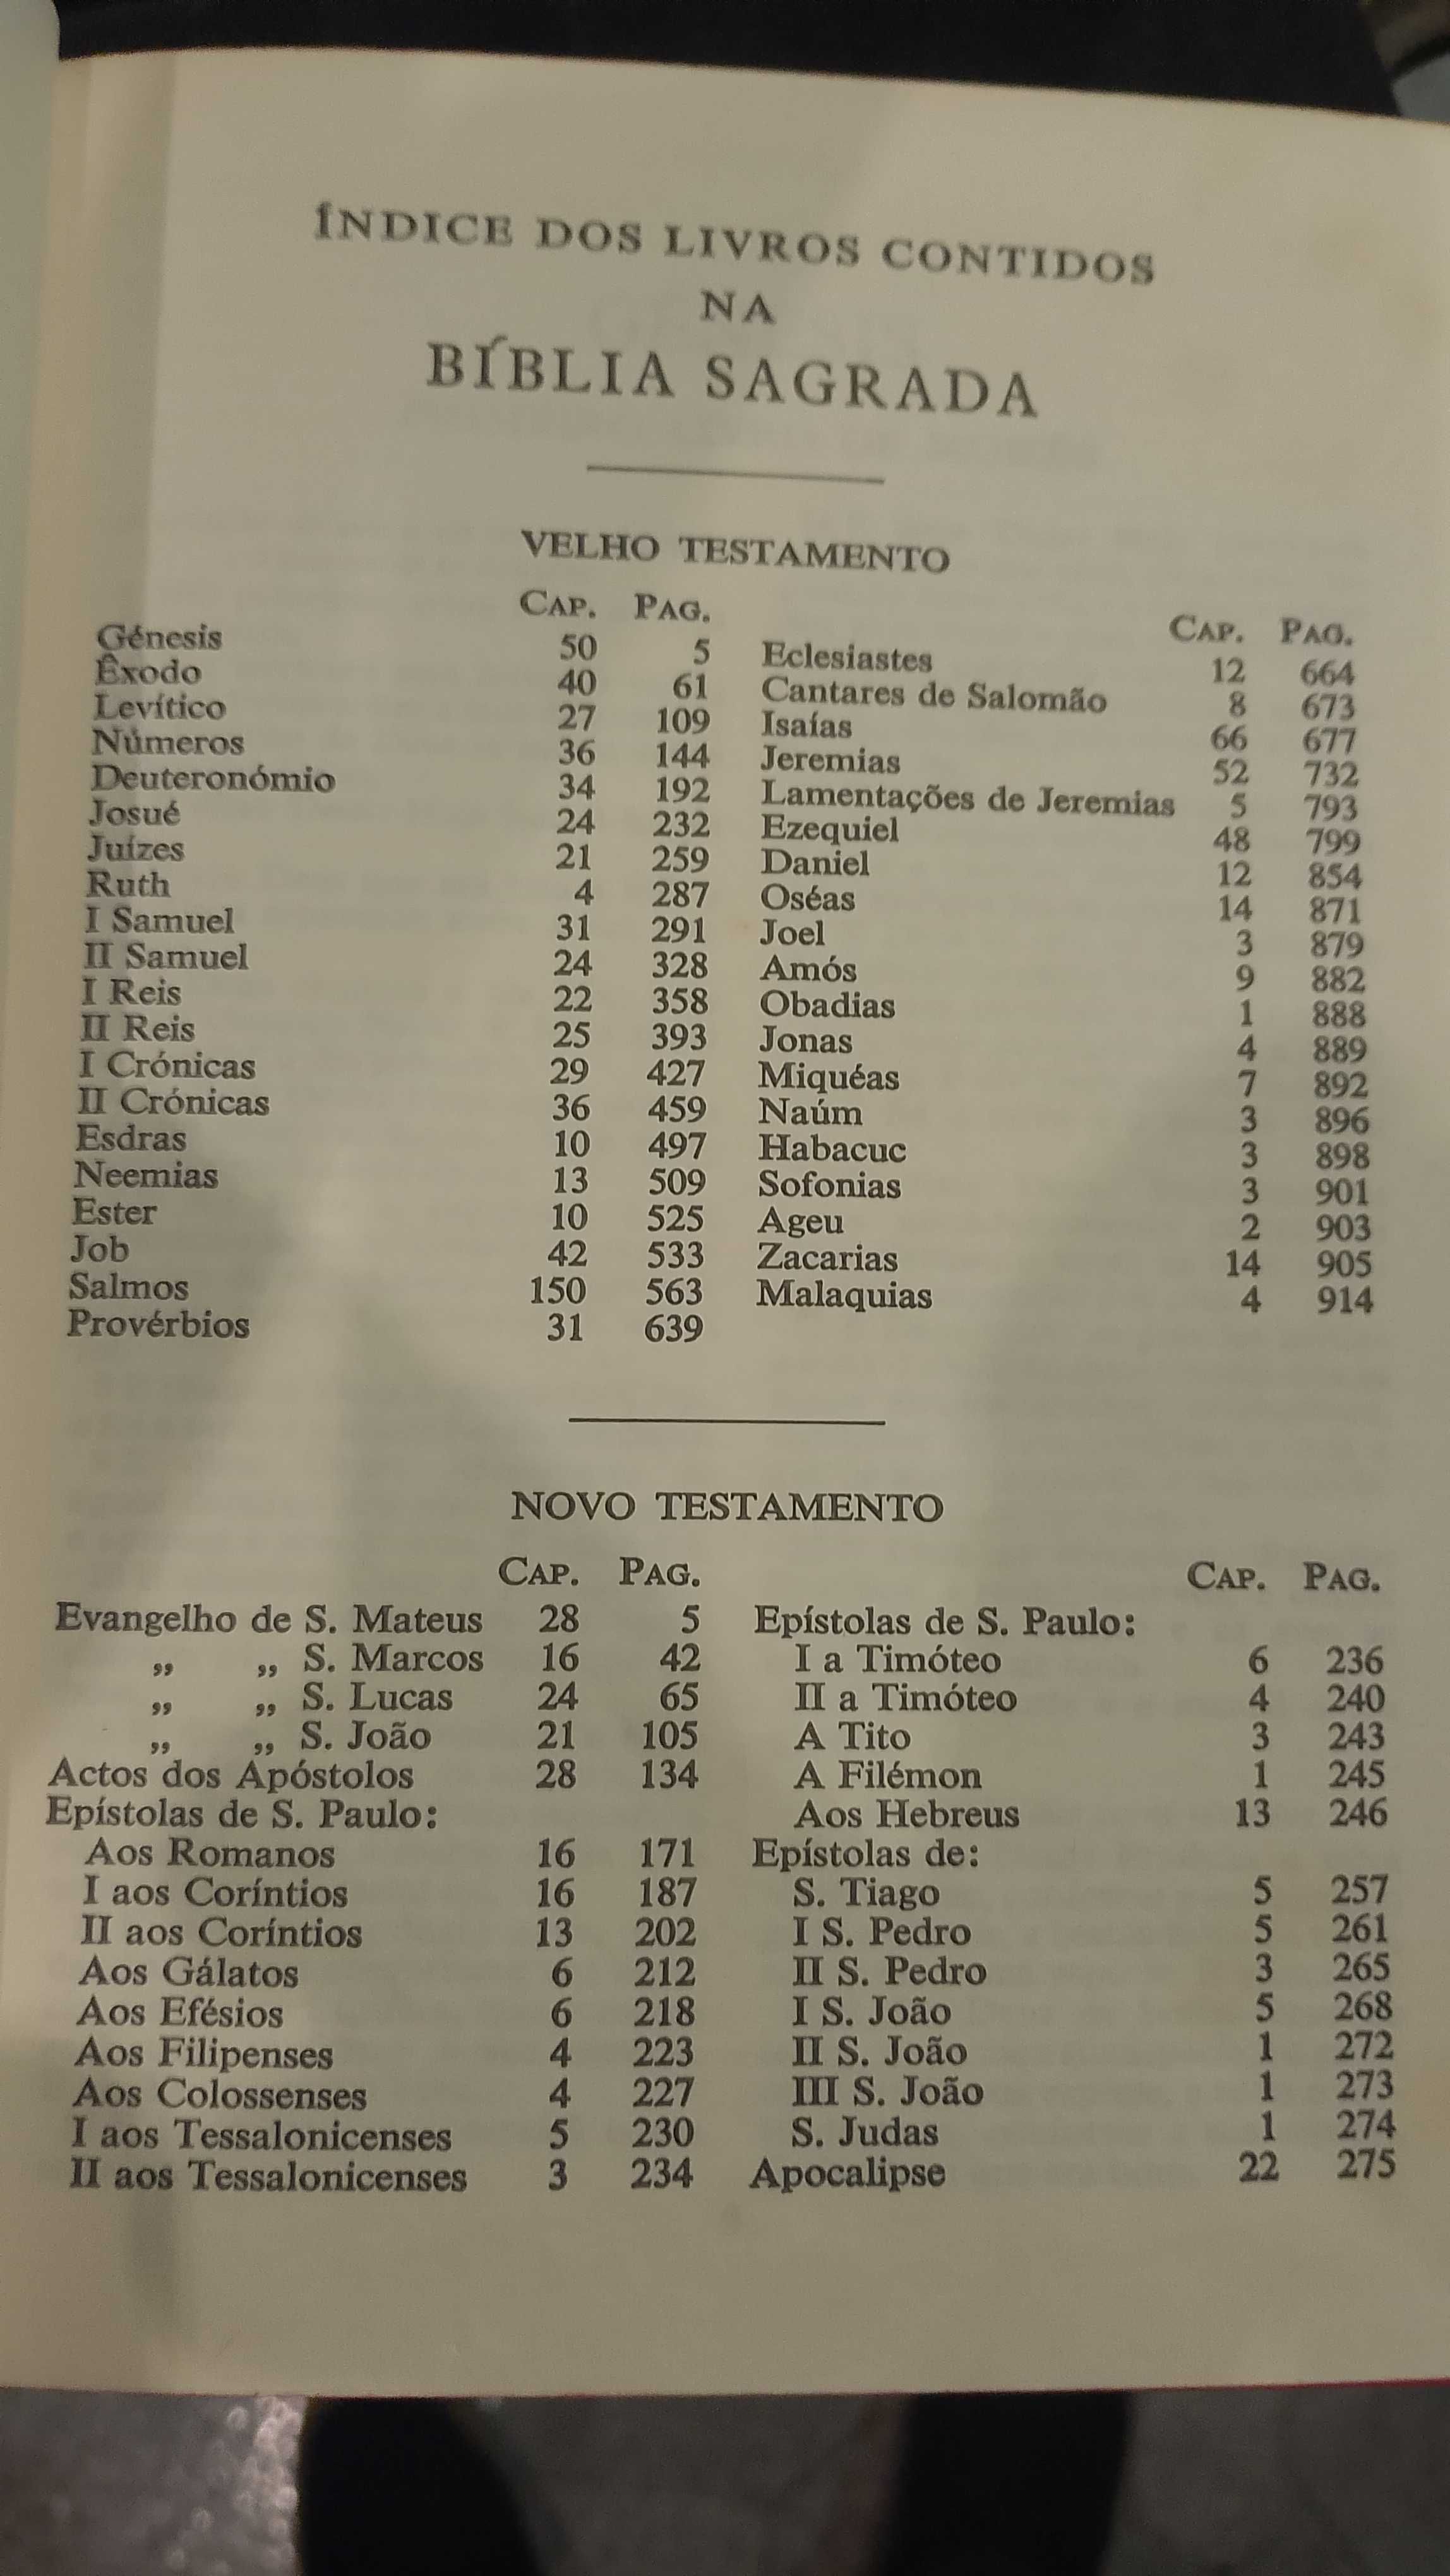 ÍNDICE DOS LIVROS CONTIDOS
NA
BÍBLIA SAGRADA
VELHO TESTAMENTO
CAP. PAG.
Génesis 50 5
Êxodo 40 61
Levítico 27 109
Números 36 144
Deuteronómio 34 192
Josué 24 232
Juízes 21 259
Ruth 4 287
I Samuel 31 291
II Samuel 24 328
I Reis 22 358
II Reis 25 393
I Crónicas 29 427
II Crónicas 36 459
Esdras 10 497
Neemias 13 509
Ester 10 525
Job 42 533
Salmos 150 563
Provérbios 31 639
CAP. PAG.
Eclesiastes 12 664
Cantares de Salomão 8 673
Isaías 66 677
Jeremias 52 732
Lamentações de Jeremias 5 793
Ezequiel 48 799
Daniel 12 854
Oséas 14 871
Joel 3 879
Amós 9 882
Obadias 1 888
Jonas 4 889
Miquéas 7 892
Naúm 3 896
Habacuc 3 898
Sofonias 3 901
Ageu 2 903
Zacarias 14 905
Malaquias 4 914
NOVO TESTAMENTO
CAP. PAG.
Evangelho de S. Mateus 28 5
„ „ S. Marcos 16 42
„ „ S. Lucas 24 65
„ „ S. João 21 105
Actos dos Apóstolos 28 134
Epístolas de S. Paulo:
Aos Romanos 16 171
I aos Coríntios 16 187
II aos Coríntios 13 202
Aos Gálatos 6 212
Aos Efésios 6 218
Aos Filipenses 4 223
Aos Colossenses 4 227
I aos Tessalonicenses 5 230
II aos Tessalonicenses 3 234
CAP. PAG.
Epístolas de S. Paulo:
I a Timóteo 6 236
II a Timóteo 4 240
A Tito 3 243
A Filémon 1 245
Aos Hebreus 13 246
Epístolas de:
S. Tiago 5 257
I S. Pedro 5 261
II S. Pedro 3 265
I S. João 5 268
II S. João 1 272
III S. João 1 273
S. Judas 1 274
Apocalipse 22 275